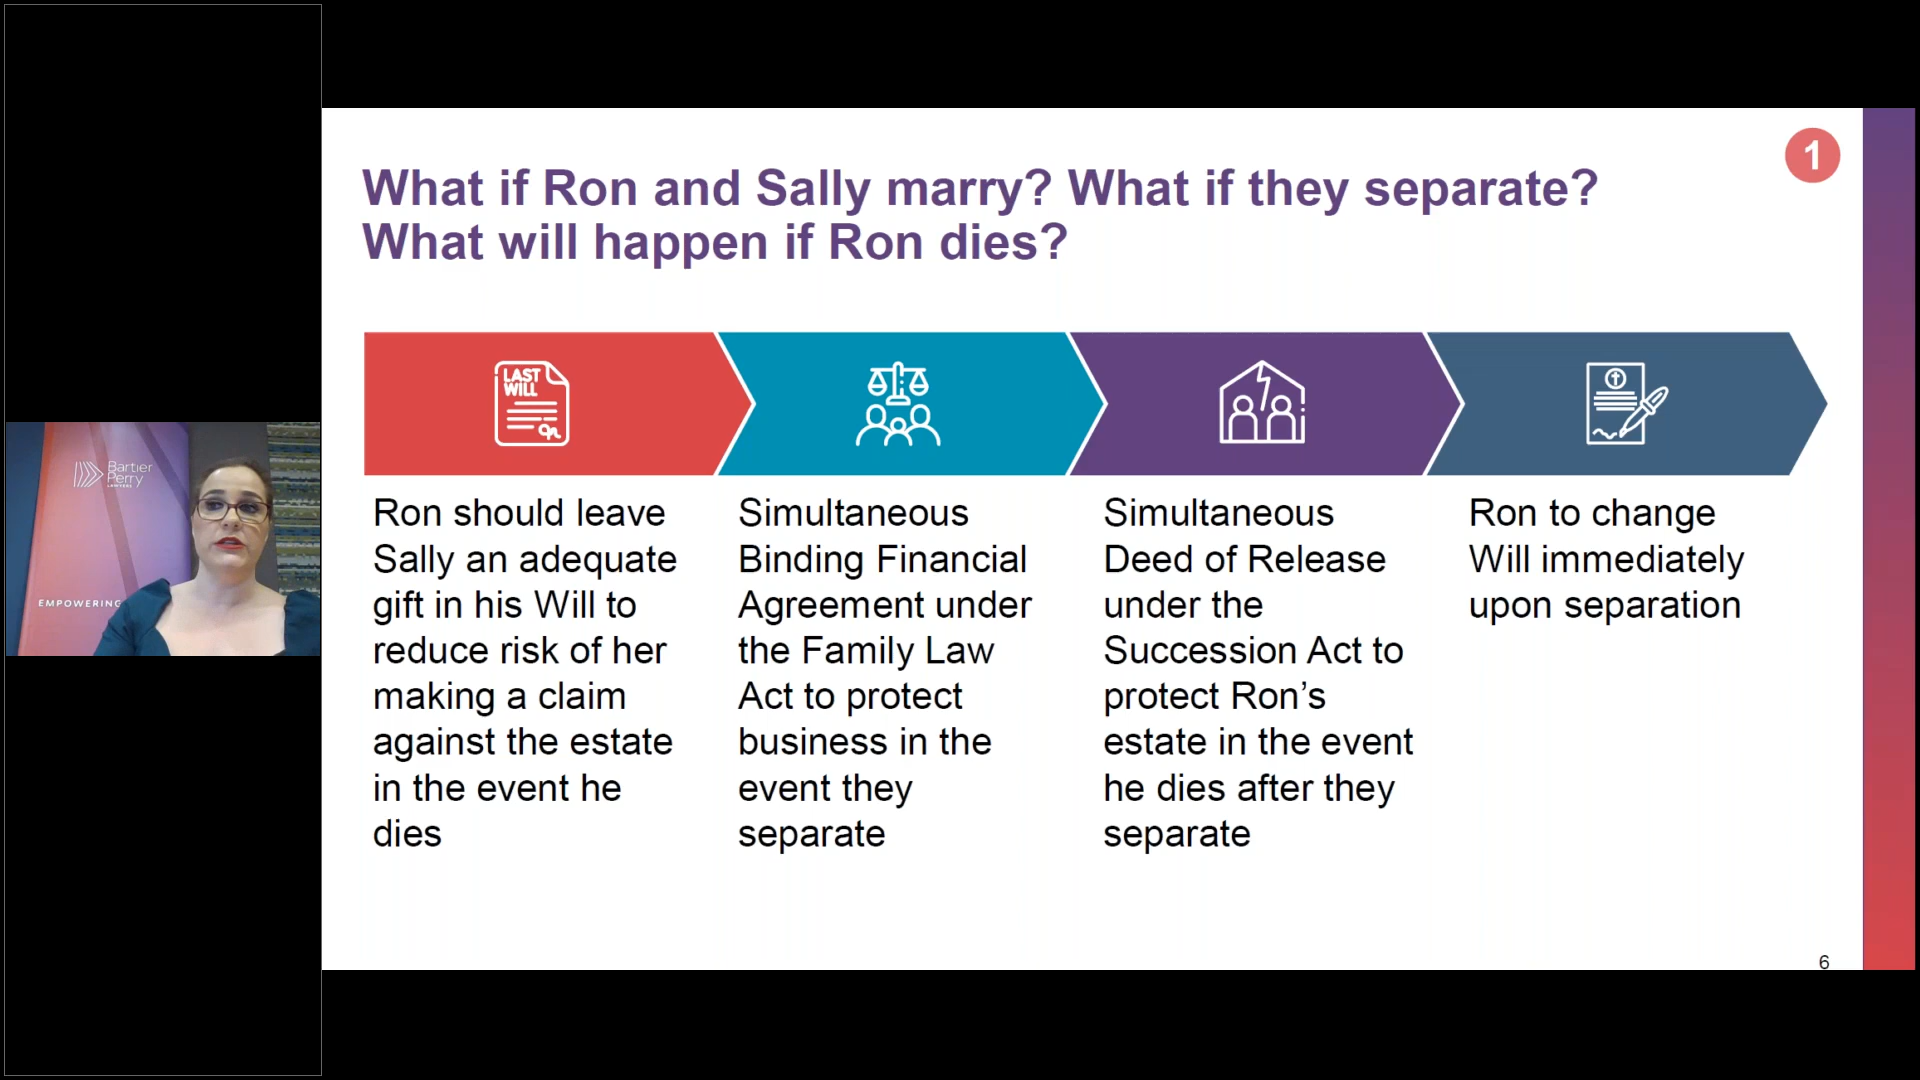 1
What if Ron and Sally marry? What if they separate?
What will happen if Ron dies?
LAST
WILL
Ron should leave
Sally an adequate
gift in his Will to
reduce risk of her
making a claim
against the estate
in the event he
dies
Simultaneous
Binding Financial
Agreement under
the Family Law
Act to protect
business in the
event they
separate
Simultaneous
Deed of Release
under the
Succession Act to
protect Ron’s
estate in the event
he dies after they
separate
Ron to change
Will immediately
upon separation
6
Bartier
Perry
LAWYERS
EMPOWERING